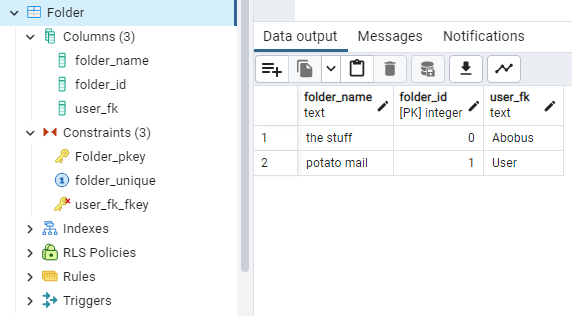 Folder
Columns (3)
folder_name
folder_id
user_fk
Constraints (3)
Folder_pkey
folder_unique
user_fk_fkey
Indexes
RLS Policies
Rules
Triggers
Data output Messages Notifications
folder_name folder_id user_fk
text [PK] integer text
1 the stuff 0 Abobus
2 potato mail 1 User